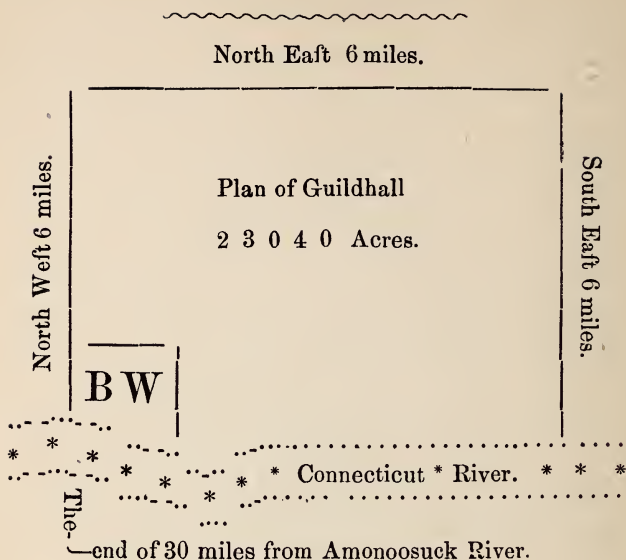 North Eaſt 6 miles.
North Weſt 6 miles.
South Eaſt 6 miles.
Plan of Guildhall
2 3 0 4 0 Acres.
B W
* * * * * * * * Connecticut * River. * * *
The
end of 30 miles from Amonoosuck River.